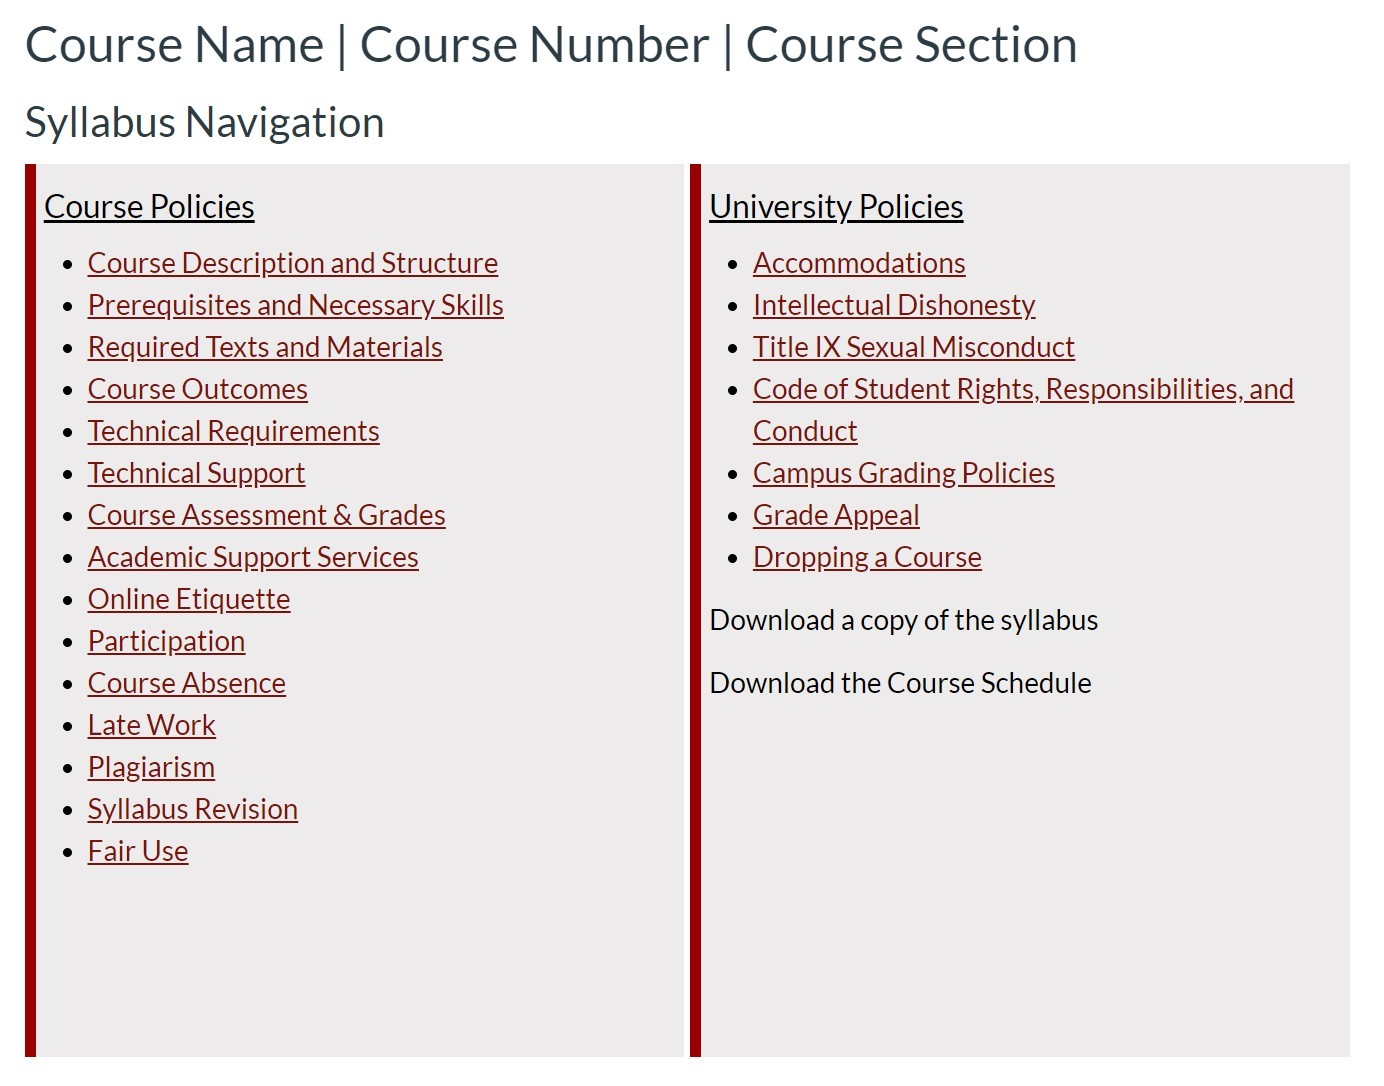 Course Name | Course Number | Course Section
Syllabus Navigation
Course Policies
Course Description and Structure
Prerequisites and Necessary Skills
Required Texts and Materials
Course Outcomes
Technical Requirements
Technical Support
Course Assessment & Grades
Academic Support Services
Online Etiquette
Participation
Course Absence
Late Work
Plagiarism
Syllabus Revision
Fair Use
University Policies
Accommodations
Intellectual Dishonesty
Title IX Sexual Misconduct
Code of Student Rights, Responsibilities, and
Conduct
Campus Grading Policies
Grade Appeal
Dropping a Course
Download a copy of the syllabus
Download the Course Schedule